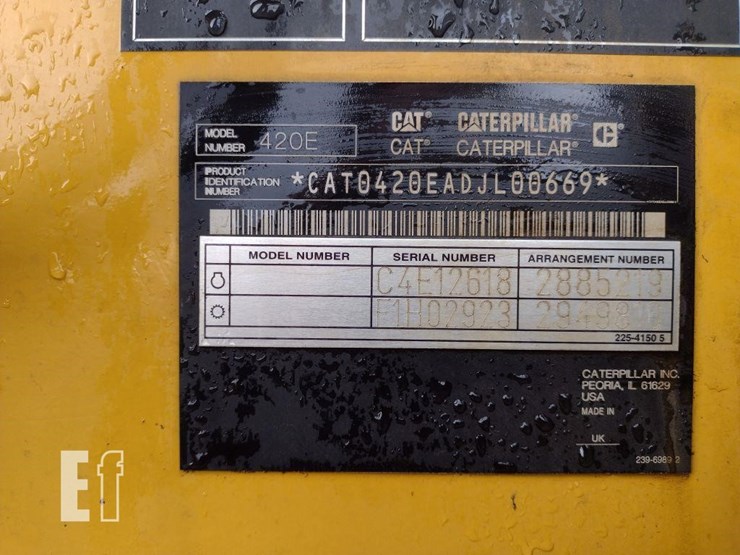 CAT® CATERPILLAR®
MODEL NUMBER 420E
CAT® CATERPILLAR®
PRODUCT IDENTIFICATION NUMBER *CAT0420EADJL00669*
MODEL NUMBER SERIAL NUMBER ARRANGEMENT NUMBER
C4E12618 2885219
F1H02923
225-4150 5
CATERPILLAR INC.
PEORIA, IL 61629
USA
MADE IN
UK
239-6989 2
Ef